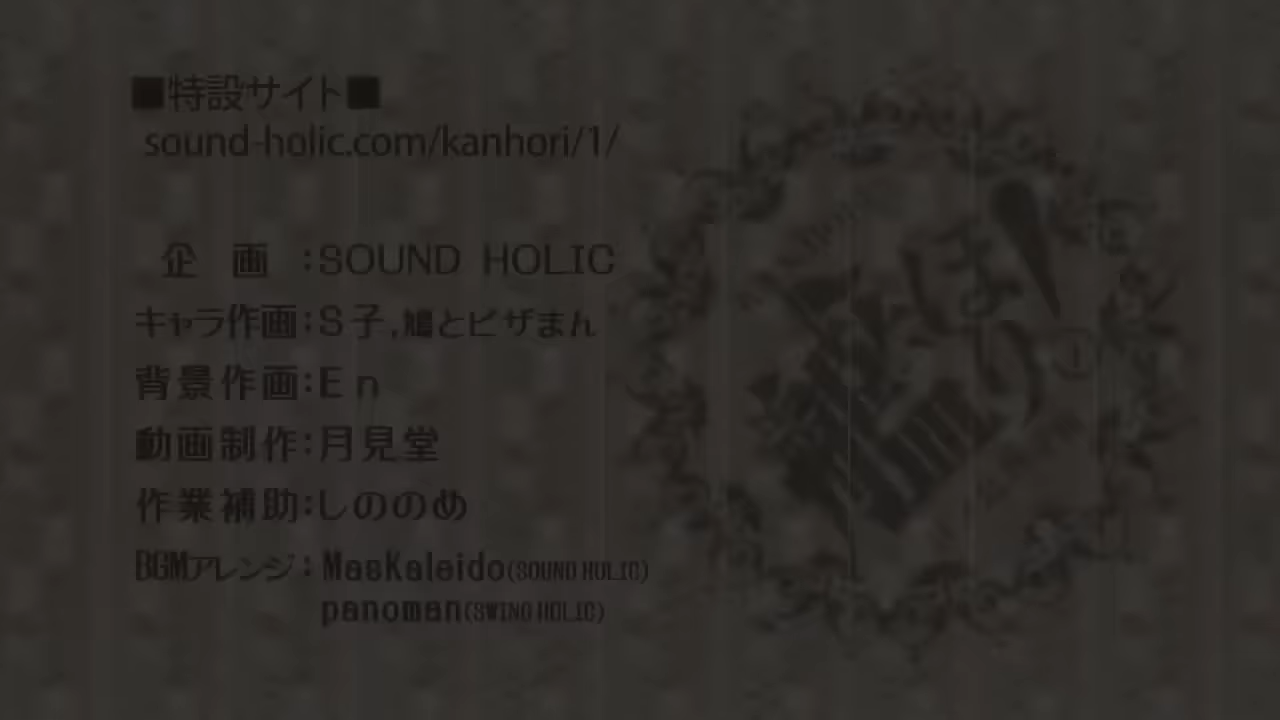 ■特設サイト■
sound-holic.com/kanhori/1/
企 画 :SOUND HOLIC
キャラ作画:S子,鳩とピザまん
背景作画:En
動画制作:月見堂
作業補助:しののめ
BGMアレンジ:MasKaleido(SOUND HOLIC)
panoman(SWING HOLIC)
ほり!